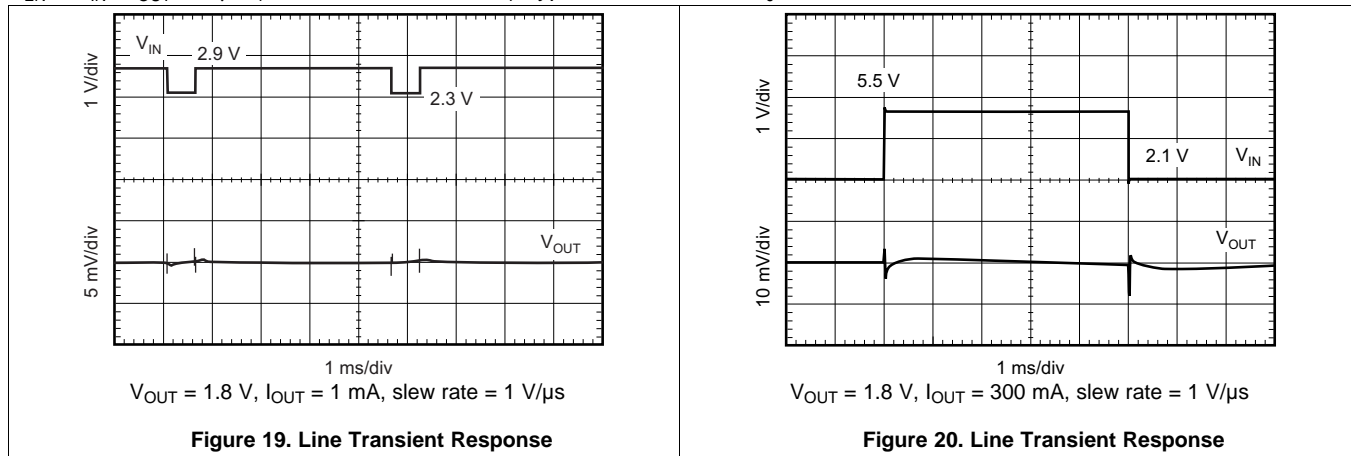 V_IN
2.9 V
2.3 V
V_OUT
1 V/div
5 mV/div
1 ms/div
V_OUT = 1.8 V, I_OUT = 1 mA, slew rate = 1 V/μs
Figure 19. Line Transient Response
5.5 V
2.1 V
V_IN
V_OUT
1 V/div
10 mV/div
1 ms/div
V_OUT = 1.8 V, I_OUT = 300 mA, slew rate = 1 V/μs
Figure 20. Line Transient Response